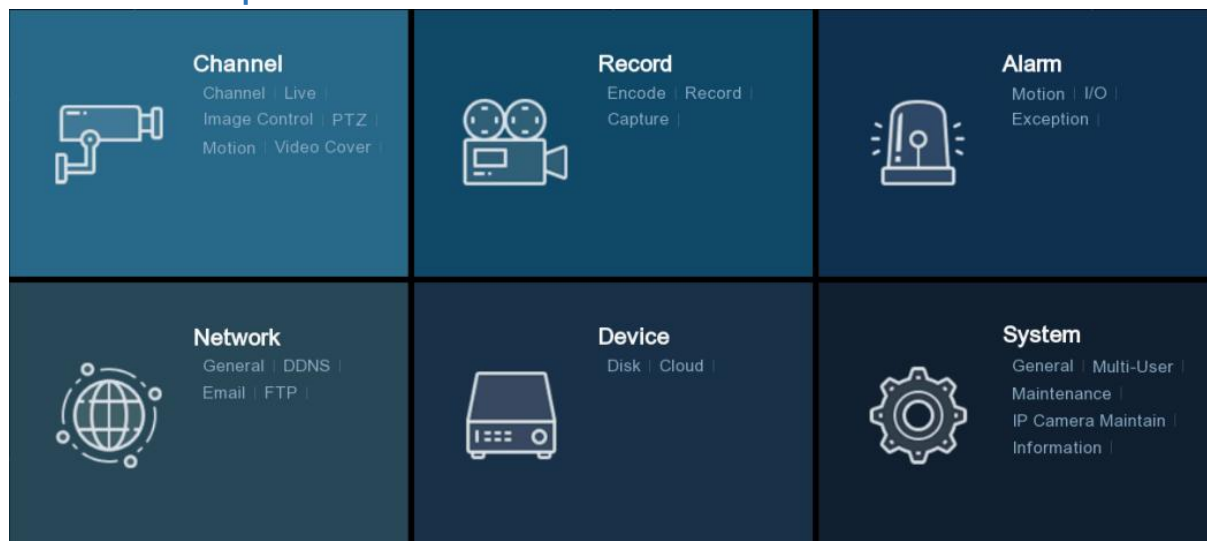 Channel
Channel | Live |
Image Control | PTZ |
Motion | Video Cover |
Record
Encode | Record |
Capture |
Alarm
Motion | I/O |
Exception |
Network
General | DDNS |
Email | FTP |
Device
Disk | Cloud |
System
General | Multi-User |
Maintenance |
IP Camera Maintain |
Information |